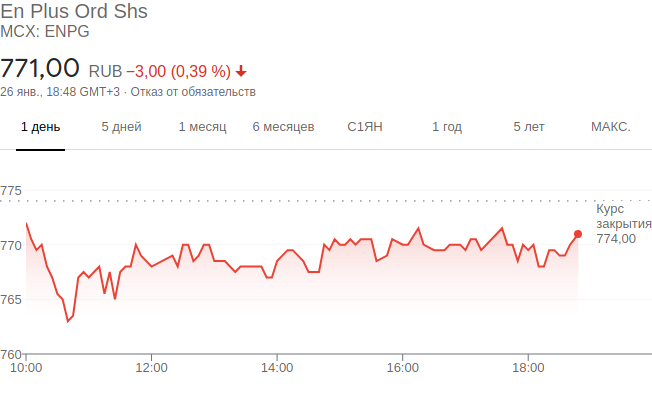 En Plus Ord Shs
MCX: ENPG
771,00 RUB −3,00 (0,39 %)
26 янв., 18:48 GMT+3 · Отказ от обязательств
1 день 5 дней 1 месяц 6 месяцев С1ЯН 1 год 5 лет МАКС.
775
Курс
закрытия
774,00
770
765
760
10:00 12:00 14:00 16:00 18:00